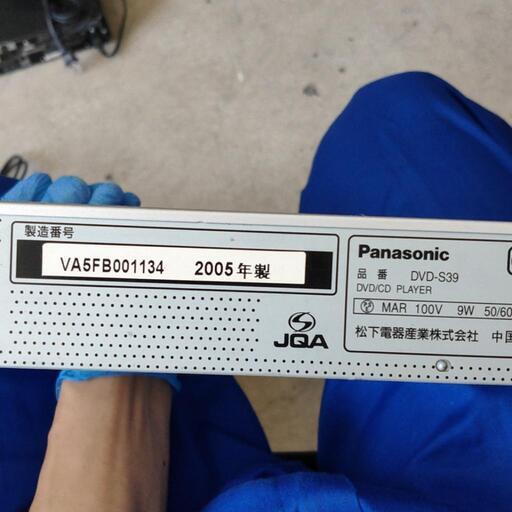 製造番号
VA5FB001134 2005年製
JQA
Panasonic
品番 DVD-S39
DVD/CD PLAYER
MAR 100V 9W 50/60
松下電器産業株式会社 中国